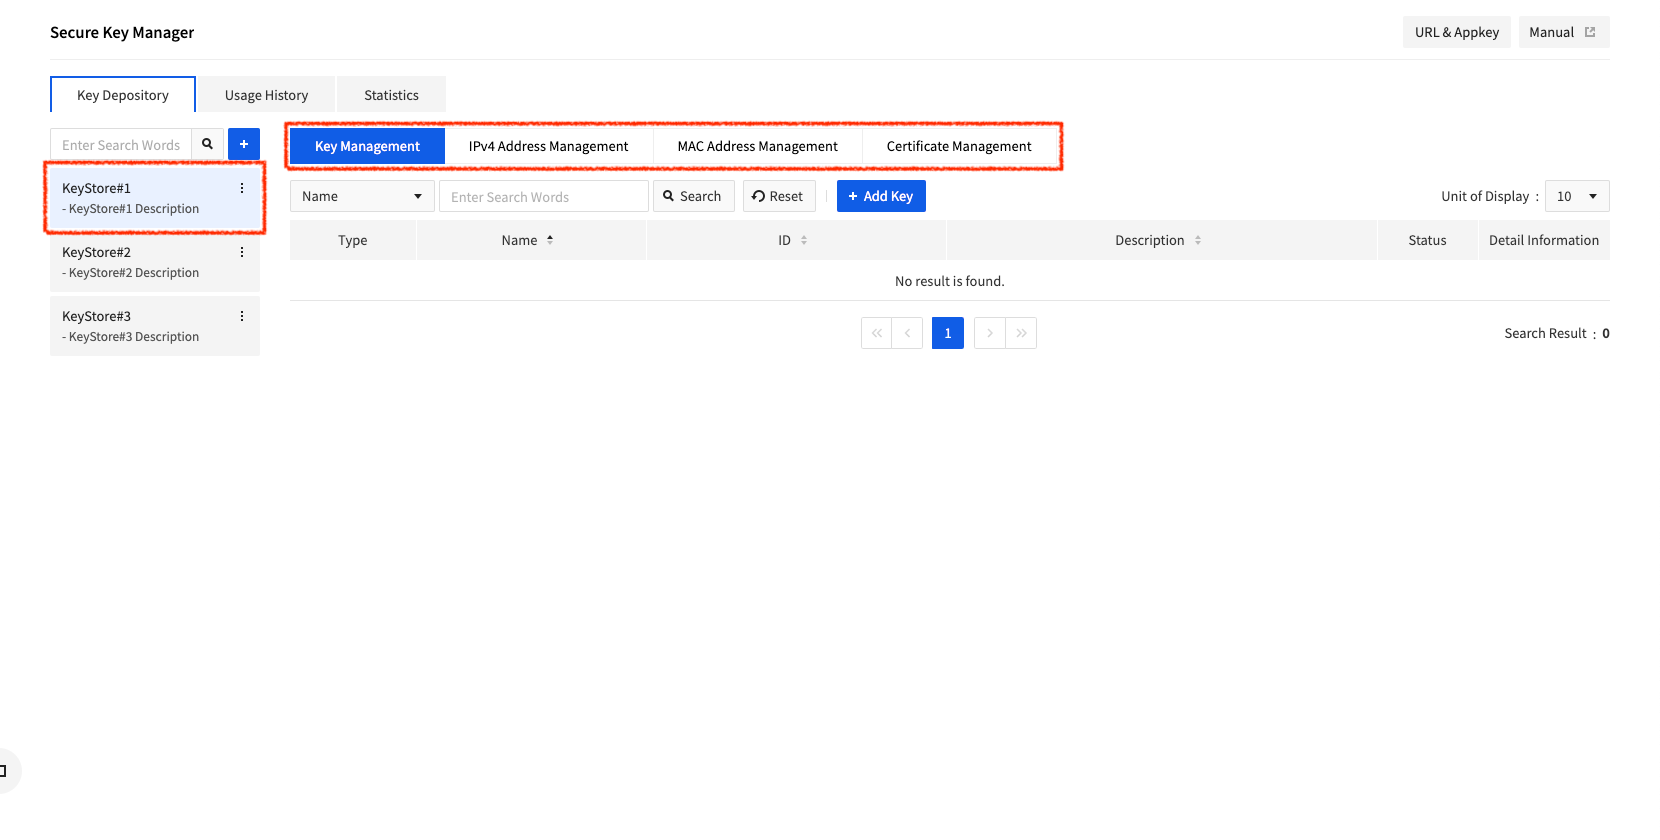 Secure Key Manager
URL & Appkey
Manual
Key Depository
Usage History
Statistics
Enter Search Words
+
KeyStore#1
- KeyStore#1 Description
KeyStore#2
- KeyStore#2 Description
KeyStore#3
- KeyStore#3 Description
Key Management
IPv4 Address Management
MAC Address Management
Certificate Management
Name
Enter Search Words
Search
Reset
+ Add Key
Unit of Display : 10
Type
Name
ID
Description
Status
Detail Information
No result is found.
1
Search Result : 0